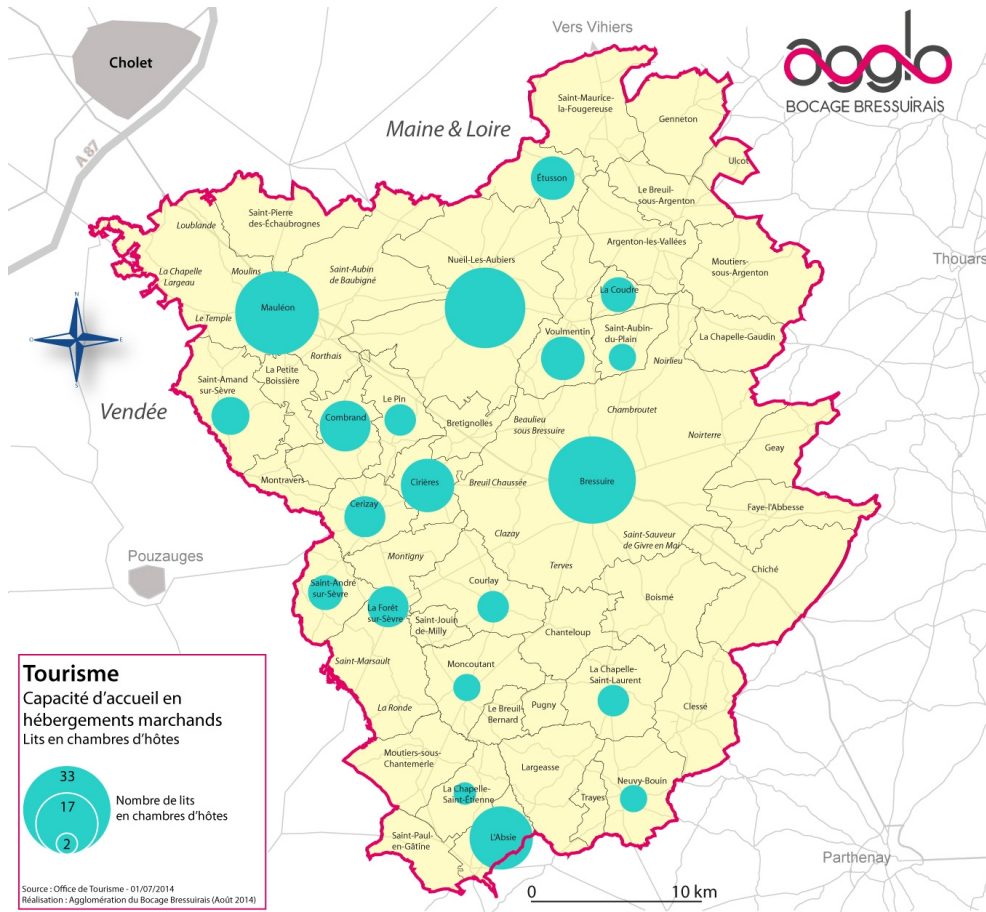 Vers Vihiers
Cholet
agglo
BOCAGE BRESSUIRAIS
Saint-Maurice-
la-Fougereuse
Genneton
Maine & Loire
A 87
Ulcot
Étusson
Le Breuil-
sous-Argenton
Saint-Pierre
des-Échaubrognes
Loublande
Argenton-les-Vallées
Nueil-Les-Aubiers
Moutiers-
sous-Argenton
Thouars
La Chapelle
Largeau
Moulins
Saint-Aubin
de Baubigné
La Coudre
N
Mauléon
Le Temple
Voulmentin
Saint-Aubin-
du-Plain
La Chapelle-Gaudin
O
E
S
Rorthais
Noirlieu
La Petite
Boissière
Saint-Amand
sur-Sèvre
Le Pin
Vendée
Combrand
Bretignolles
Beaulieu
sous Bressuire
Chambroutet
Noirterre
Geay
Montravers
Cirières
Breuil Chaussée
Bressuire
Cerizay
Faye-l'Abbesse
Clazay
Saint-Sauveur
de Givre en Mai
Pouzauges
Montigny
Terves
Chiché
Courlay
Saint-André
sur-Sèvre
Boismé
La Forêt
sur-Sèvre
Saint-Jouin
de-Milly
Chanteloup
Saint-Marsault
Moncoutant
La Chapelle-
Saint-Laurent
La Ronde
Le Breuil-
Bernard
Pugny
Clessé
Moutiers-sous-
Chantemerle
Largeasse
Neuvy-Bouin
La Chapelle-
Saint-Étienne
Trayes
Saint-Paul-
en-Gâtine
L'Absie
Parthenay
0
10 km
Tourisme
Capacité d'accueil en
hébergements marchands
Lits en chambres d'hôtes
33
17
2
Nombre de lits
en chambres d'hôtes
Source : Office de Tourisme - 01/07/2014
Réalisation : Agglomération du Bocage Bressuirais (Août 2014)